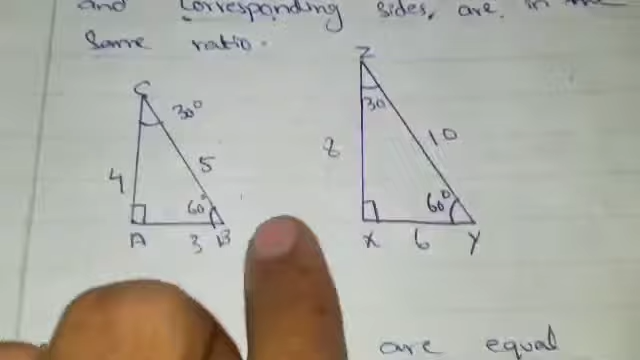 and corresponding sides, are in the
same ratio.
C
30°
4
5
60°
A
3
B
Z
30
8
10
60°
X
6
Y
are equal